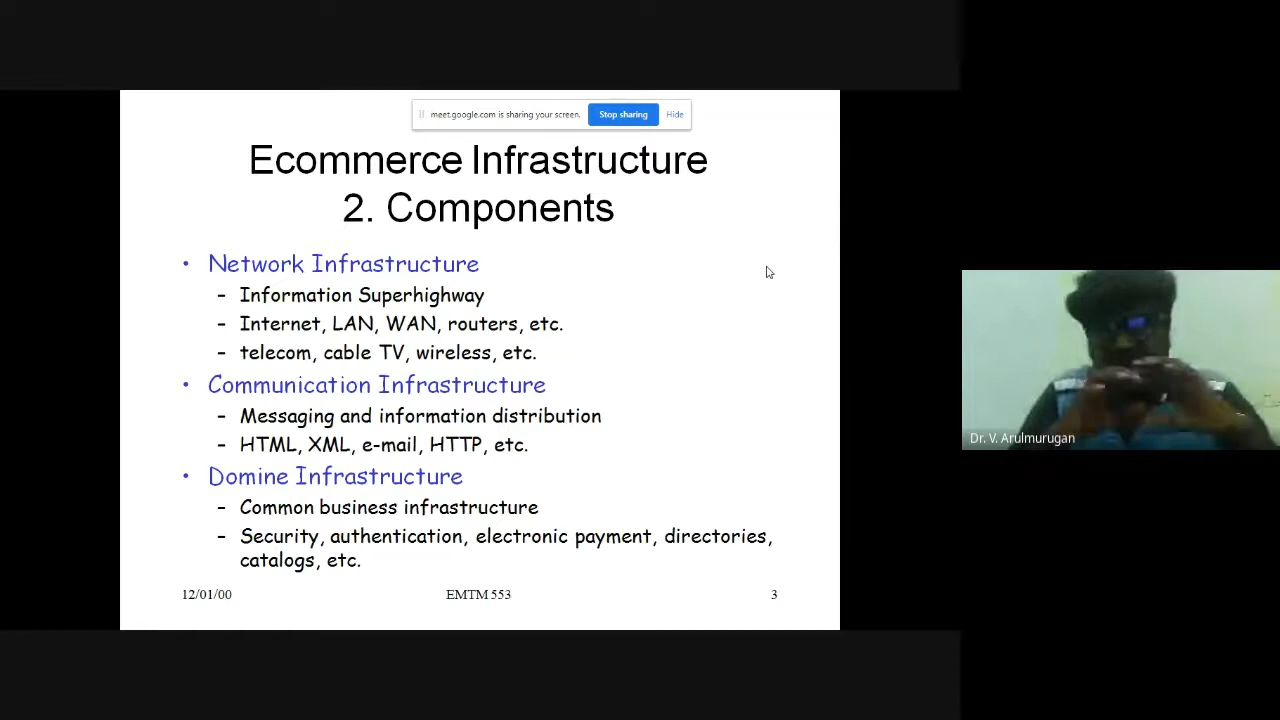 meet.google.com is sharing your screen.
Stop sharing
Hide
Ecommerce Infrastructure
2. Components
• Network Infrastructure
– Information Superhighway
– Internet, LAN, WAN, routers, etc.
– telecom, cable TV, wireless, etc.
• Communication Infrastructure
– Messaging and information distribution
– HTML, XML, e-mail, HTTP, etc.
• Domine Infrastructure
– Common business infrastructure
– Security, authentication, electronic payment, directories,
catalogs, etc.
12/01/00
EMTM 553
3
Dr. V. Arulmurugan